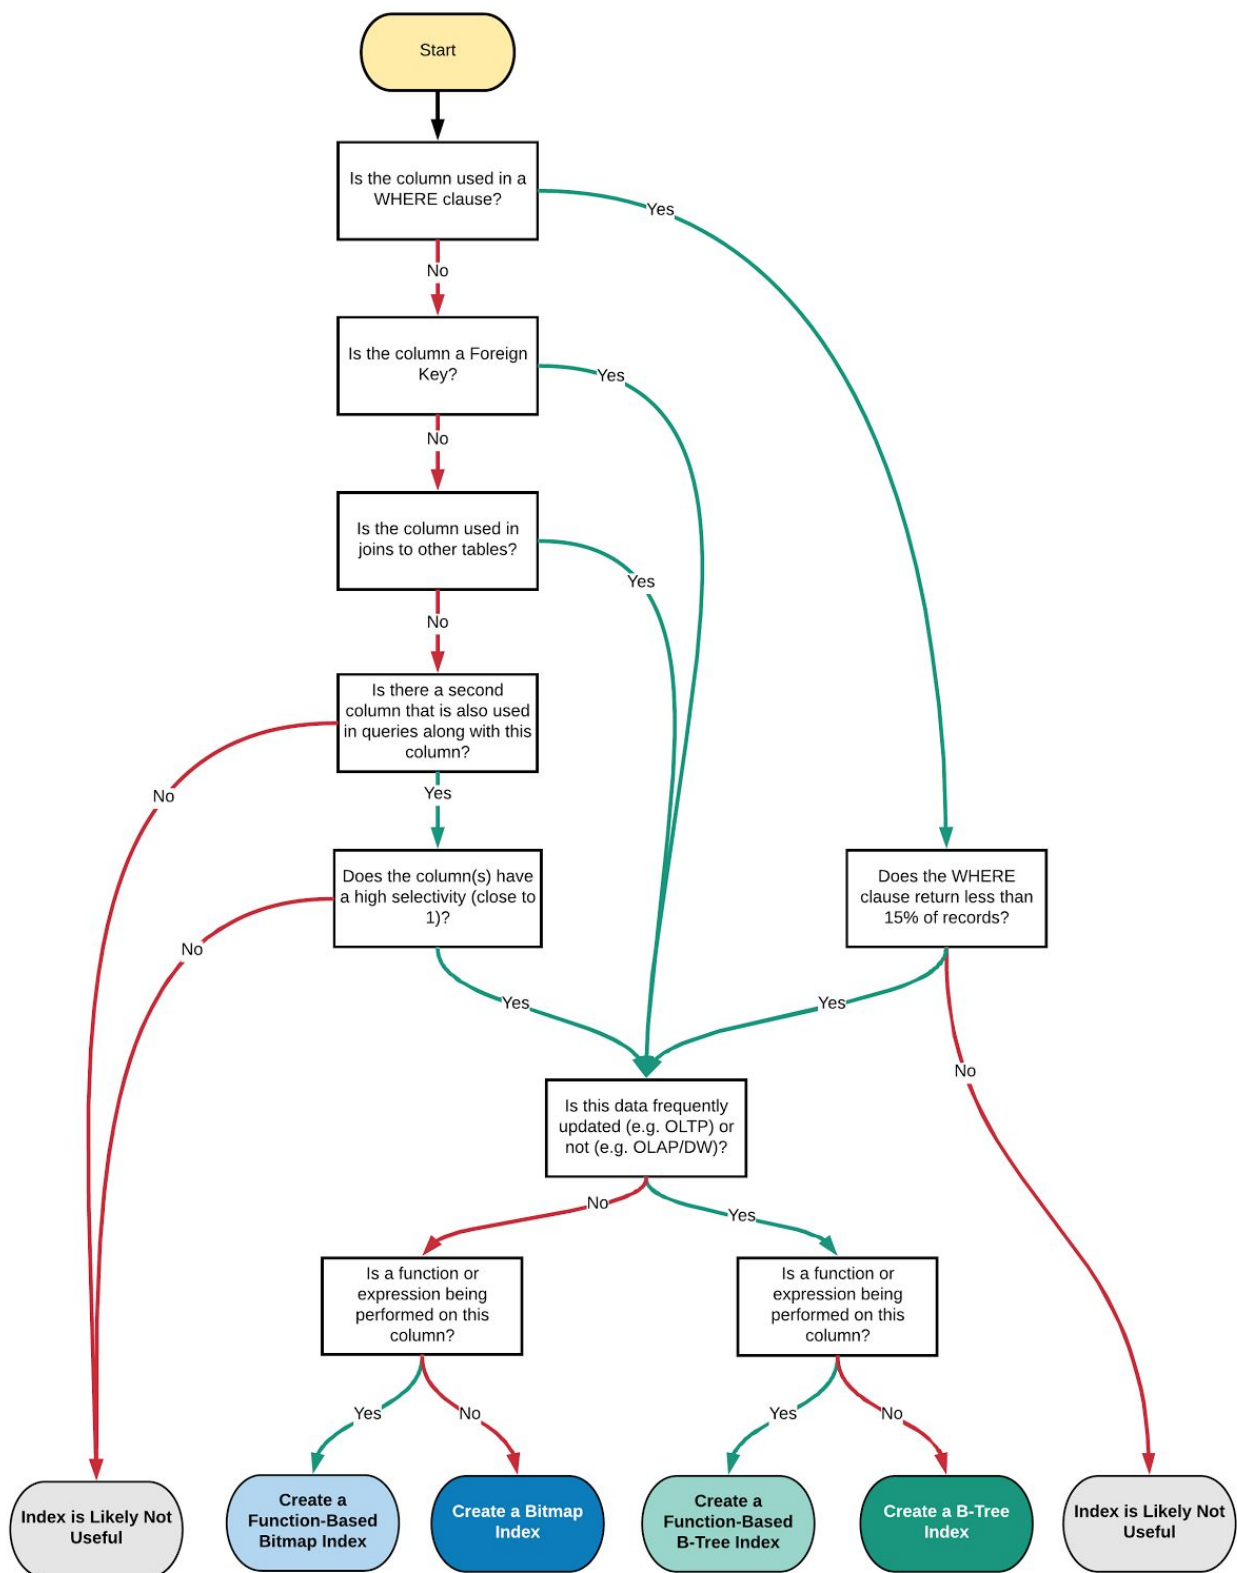 Start
Is the column used in a
WHERE clause?
Yes
No
Is the column a Foreign
Key?
Yes
No
Is the column used in
joins to other tables?
Yes
No
Is there a second
column that is also used
in queries along with this
column?
No
Yes
Does the column(s) have
a high selectivity (close to
1)?
Does the WHERE
clause return less than
15% of records?
No
Yes
Yes
No
Is this data frequently
updated (e.g. OLTP) or
not (e.g. OLAP/DW)?
No
Yes
Is a function or
expression being
performed on this
column?
Is a function or
expression being
performed on this
column?
Yes
No
Yes
No
Index is Likely Not
Useful
Create a
Function-Based
Bitmap Index
Create a Bitmap
Index
Create a
Function-Based
B-Tree Index
Create a B-Tree
Index
Index is Likely Not
Useful